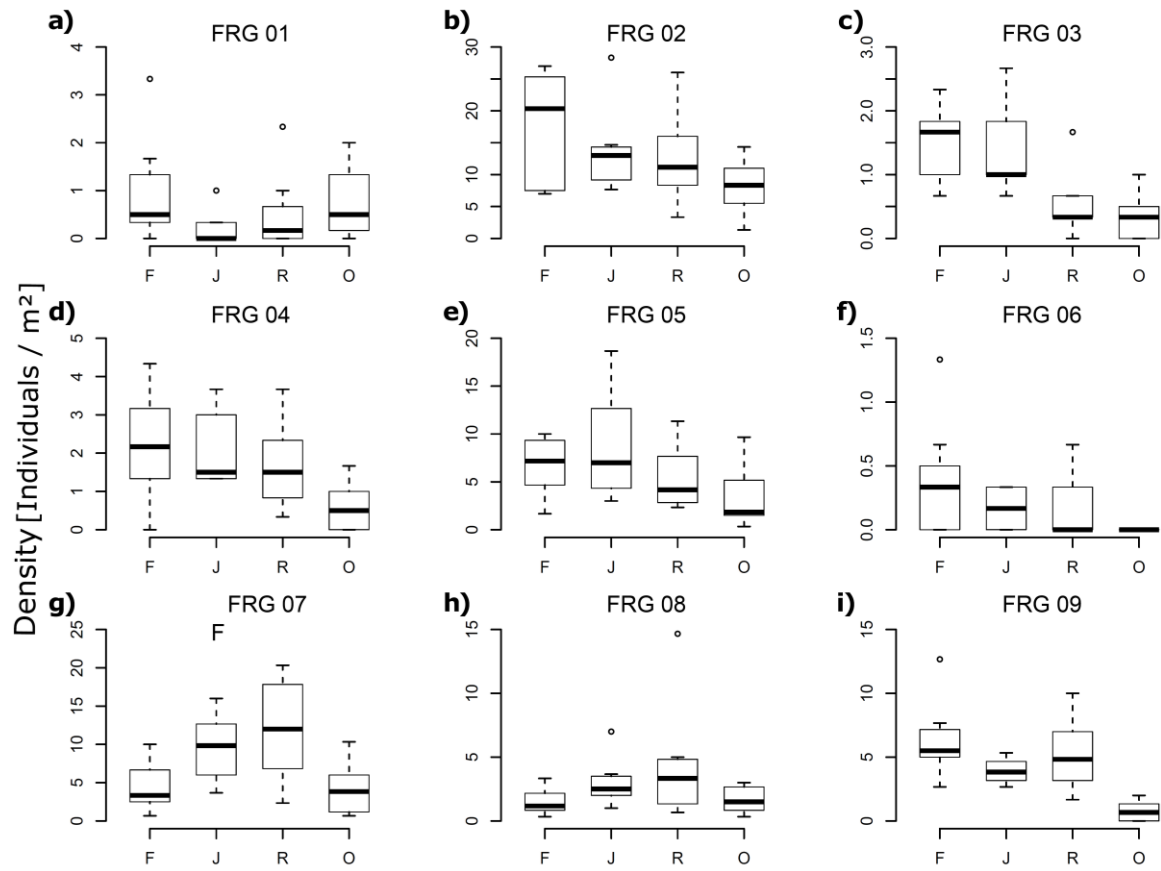 a) FRG 01
4
3
2
1
0
F J R O
b) FRG 02
30
20
10
5
0
F J R O
c) FRG 03
3.0
2.0
1.0
0.0
F J R O
Density [Individuals / m²]
d) FRG 04
5
4
3
2
1
0
F J R O
e) FRG 05
20
15
10
5
0
F J R O
f) FRG 06
1.5
1.0
0.5
0.0
F J R O
g) FRG 07
F
25
20
15
10
5
0
F J R O
h) FRG 08
15
10
5
0
F J R O
i) FRG 09
15
10
5
0
F J R O